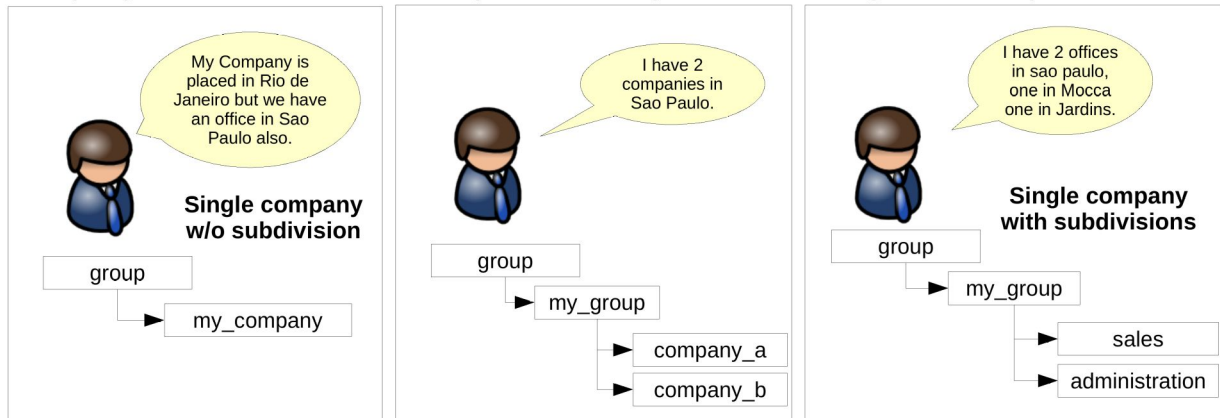 My Company is
placed in Rio de
Janeiro but we have
an office in Sao
Paulo also.
Single company
w/o subdivision
group
my_company
I have 2
companies in
Sao Paulo.
group
my_group
company_a
company_b
I have 2 offices
in sao paulo,
one in Mocca
one in Jardins.
Single company
with subdivisions
group
my_group
sales
administration